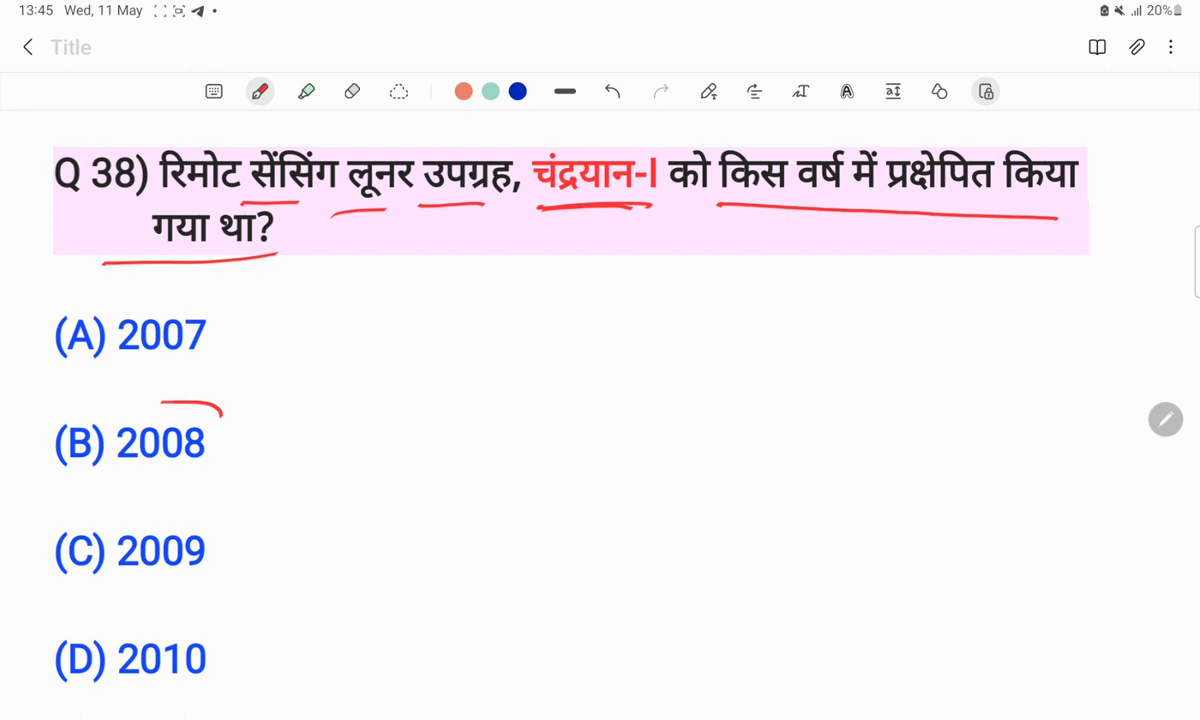 13:45 Wed, 11 May 20%
Title
Q 38) रिमोट सेंसिंग लूनर उपग्रह, चंद्रयान-I को किस वर्ष में प्रक्षेपित किया
गया था?
(A) 2007
(B) 2008
(C) 2009
(D) 2010